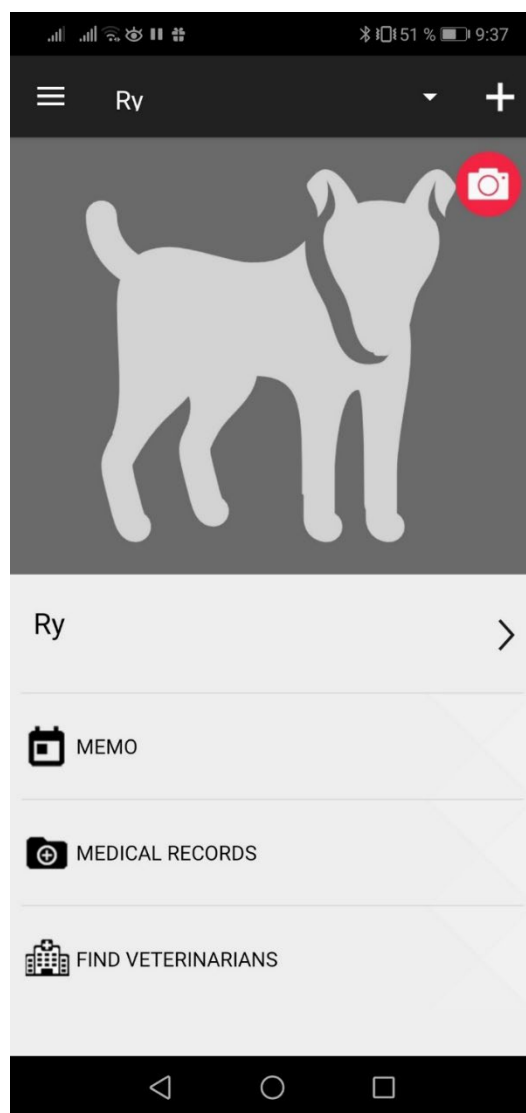 51 % 9:37
Ry
Ry
MEMO
MEDICAL RECORDS
FIND VETERINARIANS